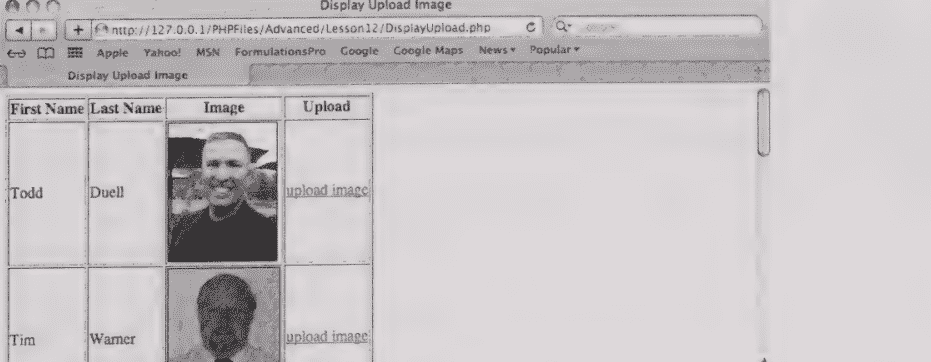 Display Upload Image
http://127.0.0.1/PHPFiles/Advanced/Lesson12/DisplayUpload.php
Apple Yahoo! MSN FormulationsPro Google Google Maps News Popular
Display Upload Image
First Name Last Name Image Upload
Todd Duell upload image
Tim Warner upload image